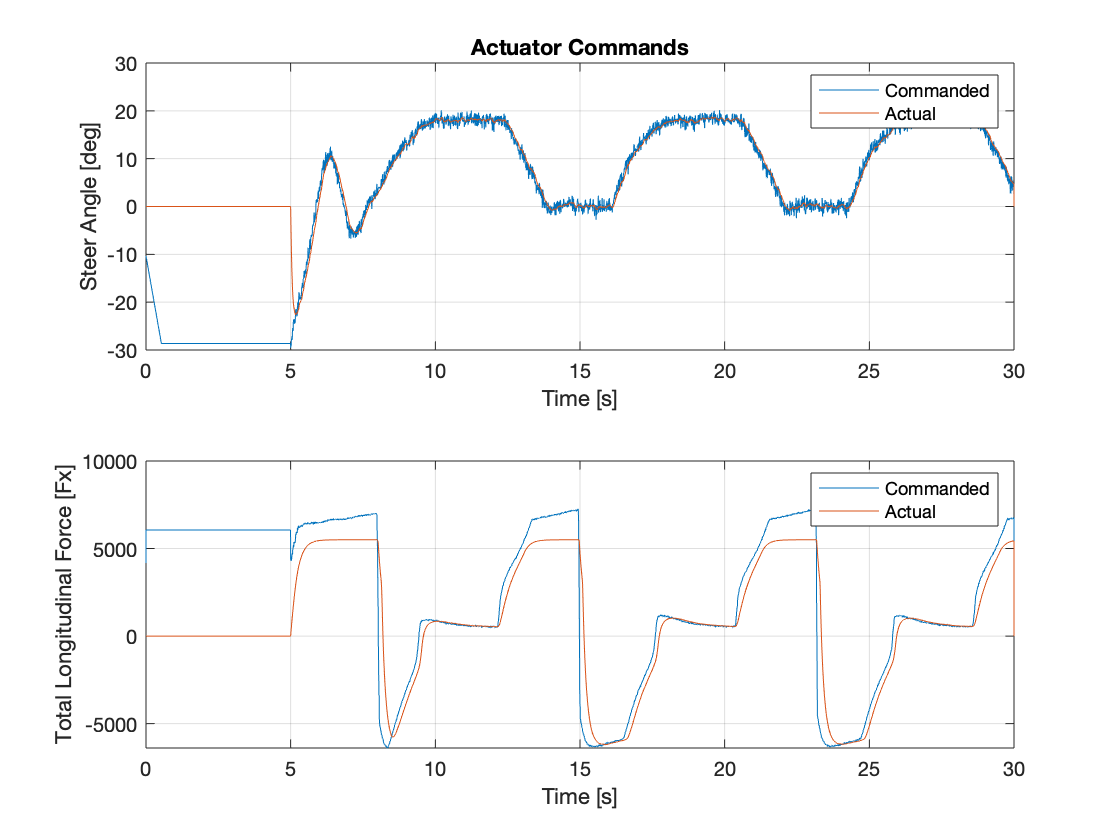 Actuator Commands
30
20
10
0
-10
-20
-30
Steer Angle [deg]
Commanded
Actual
0 5 10 15 20 25 30
Time [s]
10000
5000
0
-5000
Total Longitudinal Force [Fx]
Commanded
Actual
0 5 10 15 20 25 30
Time [s]